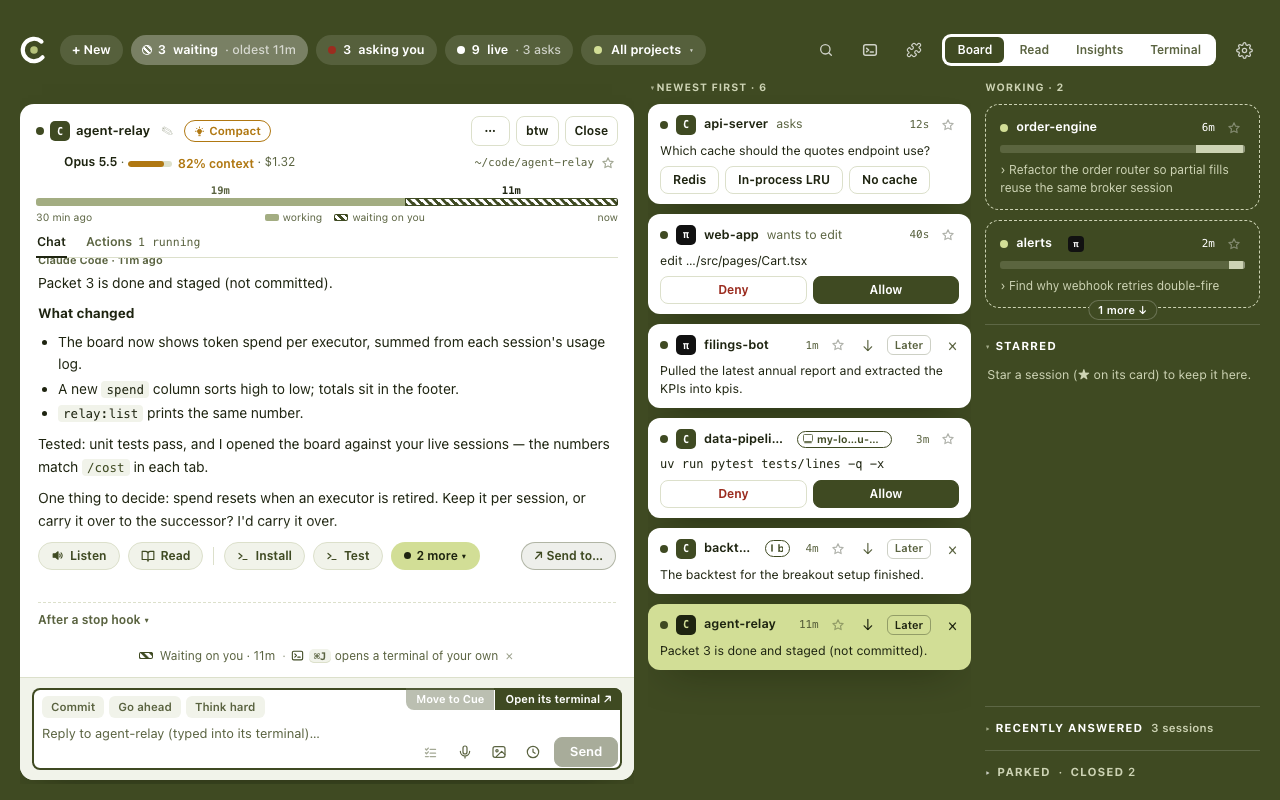 + New
3 waiting · oldest 11m
3 asking you
9 live · 3 asks
All projects
Board
Read
Insights
Terminal
C agent-relay
Compact
···
btw
Close
Opus 5.5 · 82% context · $1.32
~/code/agent-relay
19m
11m
30 min ago
working
waiting on you
now
Chat
Actions 1 running
Claude Code · 11m ago
Packet 3 is done and staged (not committed).
What changed
• The board now shows token spend per executor, summed from each session's usage
log.
• A new spend column sorts high to low; totals sit in the footer.
• relay:list prints the same number.
Tested: unit tests pass, and I opened the board against your live sessions — the numbers
match /cost in each tab.
One thing to decide: spend resets when an executor is retired. Keep it per session, or
carry it over to the successor? I'd carry it over.
Listen
Read
Install
Test
2 more
Send to...
After a stop hook
Waiting on you · 11m · ⌘J opens a terminal of your own ×
Commit
Go ahead
Think hard
Move to Cue
Open its terminal ↗
Reply to agent-relay (typed into its terminal)...
Send
NEWEST FIRST · 6
C api-server asks 12s
Which cache should the quotes endpoint use?
Redis
In-process LRU
No cache
π web-app wants to edit 40s
edit .../src/pages/Cart.tsx
Deny
Allow
π filings-bot 1m ↓ Later ×
Pulled the latest annual report and extracted the
KPIs into kpis.
C data-pipeli... my-lo...u-... 3m
uv run pytest tests/lines -q -x
Deny
Allow
C backt... 4m ↓ Later ×
The backtest for the breakout setup finished.
C agent-relay 11m ↓ Later ×
Packet 3 is done and staged (not committed).
WORKING · 2
order-engine 6m
› Refactor the order router so partial fills
reuse the same broker session
alerts π 2m
› Find why webhook retries double-fire
1 more ↓
STARRED
Star a session (★ on its card) to keep it here.
RECENTLY ANSWERED 3 sessions
PARKED · CLOSED 2